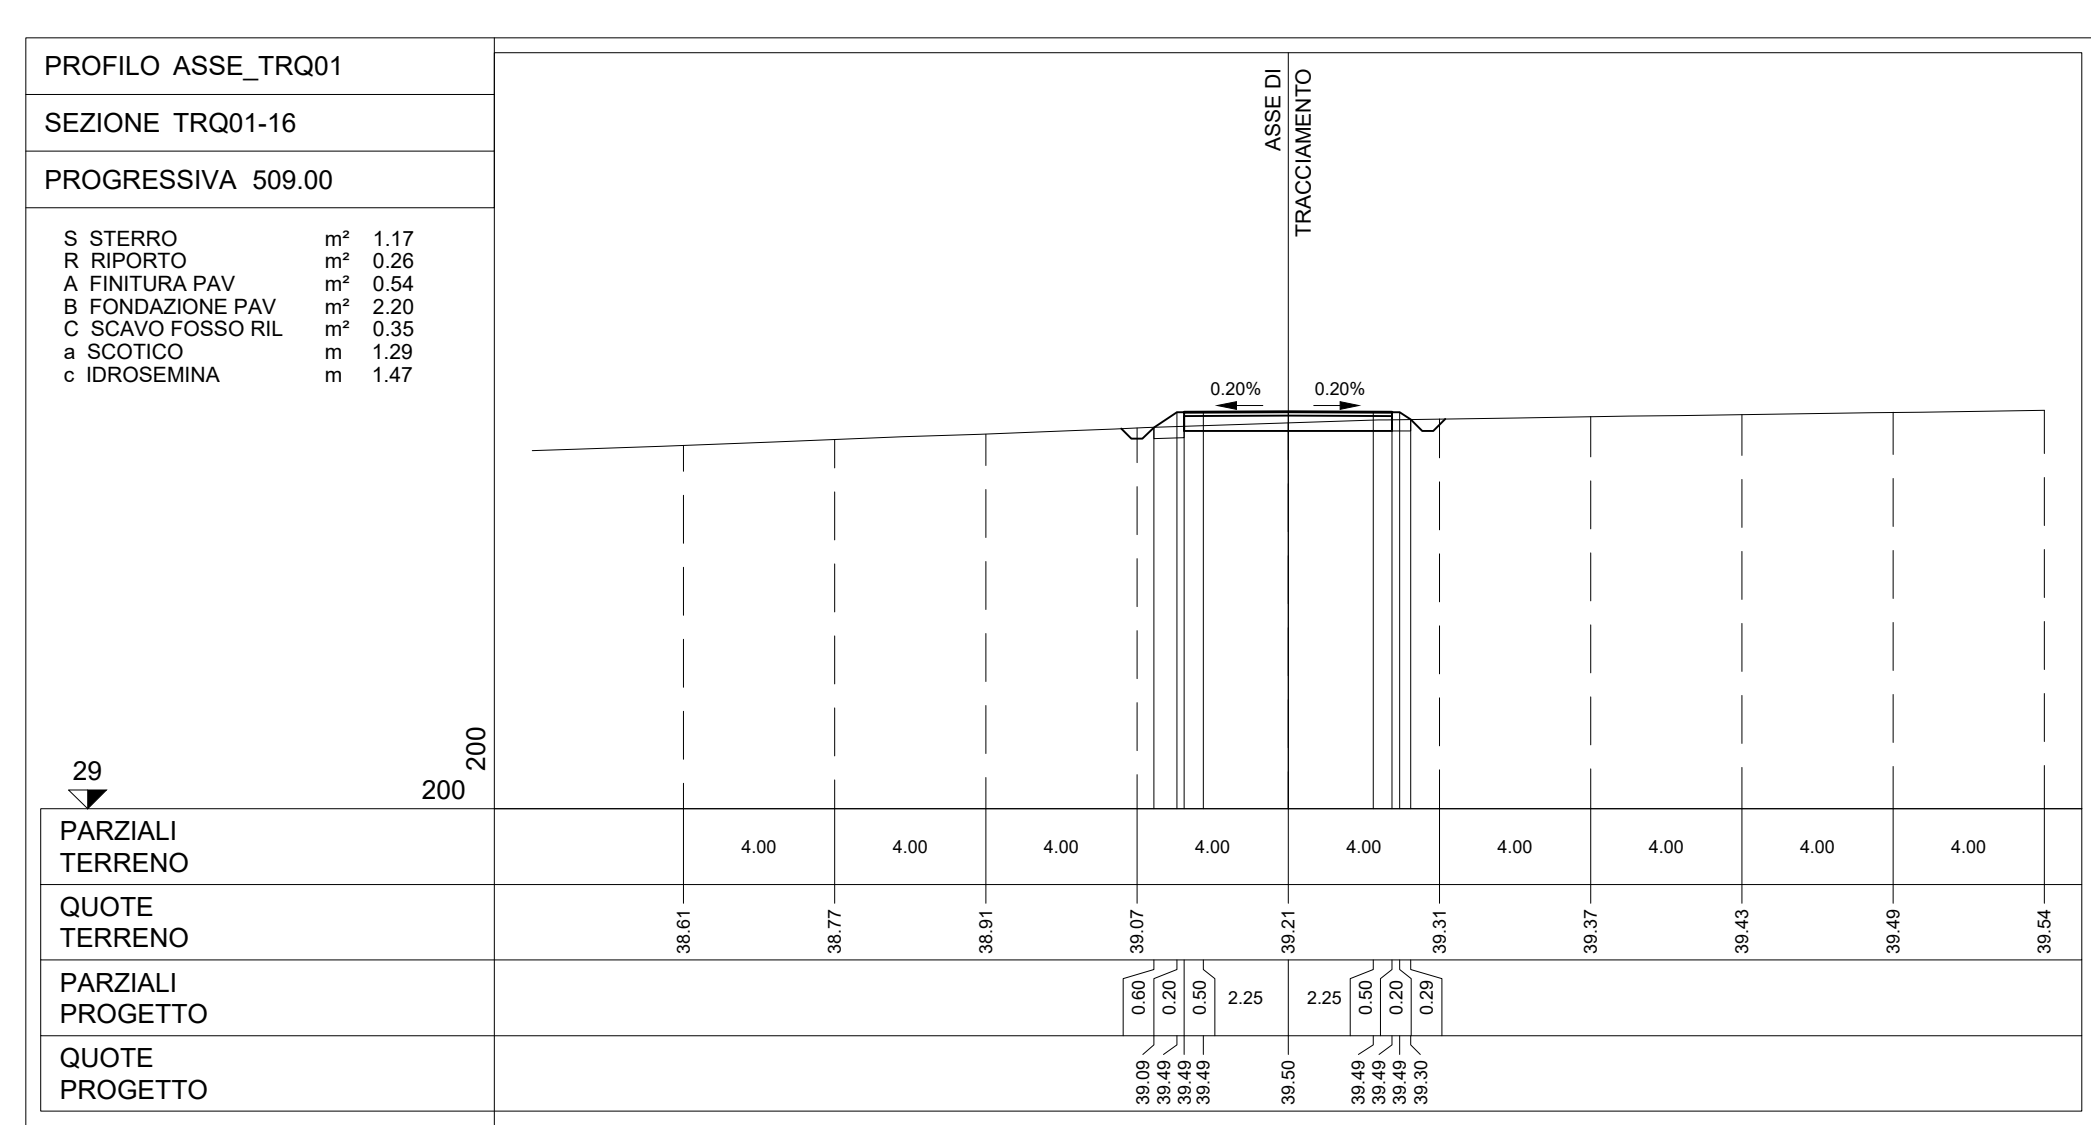 PROFILO ASSE_TRQ01
SEZIONE TRQ01-16
PROGRESSIVA 509.00
S STERRO m² 1.17
R RIPORTO m² 0.26
A FINITURA PAV m² 0.54
B FONDAZIONE PAV m² 2.20
C SCAVO FOSSO RIL m² 0.35
a SCOTICO m 1.29
c IDROSEMINA m 1.47
ASSE DI
TRACCIAMENTO
0.20% 0.20%
29
200
200
PARZIALI
TERRENO
4.00 4.00 4.00 4.00 4.00 4.00 4.00 4.00 4.00
QUOTE
TERRENO
38.61 38.77 38.91 39.07 39.21 39.31 39.37 39.43 39.49 39.54
PARZIALI
PROGETTO
0.60 0.20 0.50 2.25 2.25 0.50 0.20 0.29
QUOTE
PROGETTO
39.09 39.49 39.49 39.49 39.50 39.49 39.49 39.49 39.30